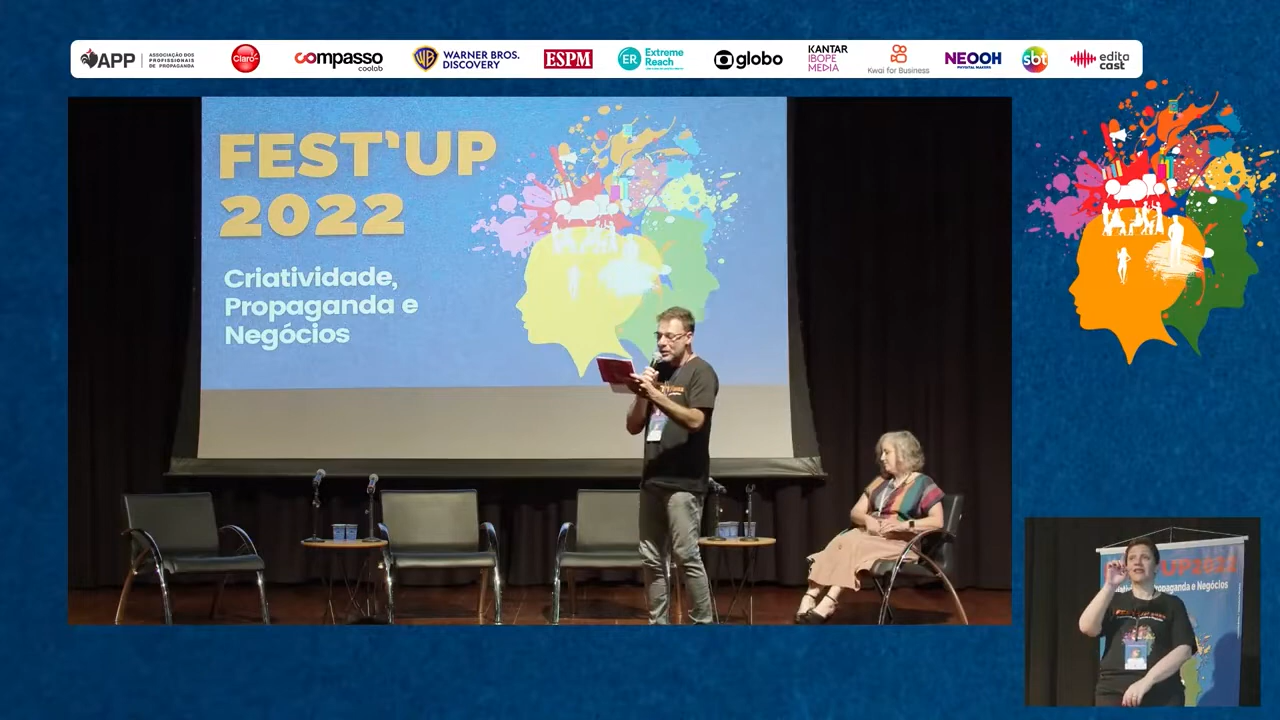 APP
ASSOCIAÇÃO DOS
PROFISSIONAIS
DE PROPAGANDA
Claro
compasso
coolab
WB
WARNER BROS.
DISCOVERY
ESPM
ER
Extreme
Reach
globo
KANTAR
IBOPE
MEDIA
Kwai for Business
NEOOH
sbt
edita
cast
FEST'UP
2022
Criatividade,
Propaganda e
Negócios
UP2022
Propaganda e Negócios